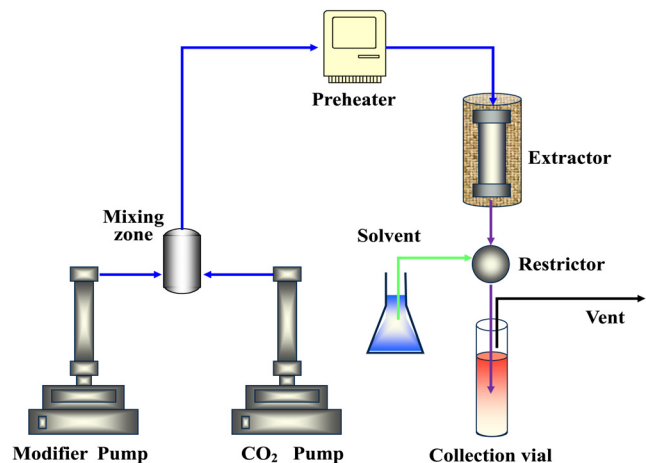 Preheater
Extractor
Mixing
zone
Solvent
Restrictor
Vent
Modifier Pump
CO₂ Pump
Collection vial